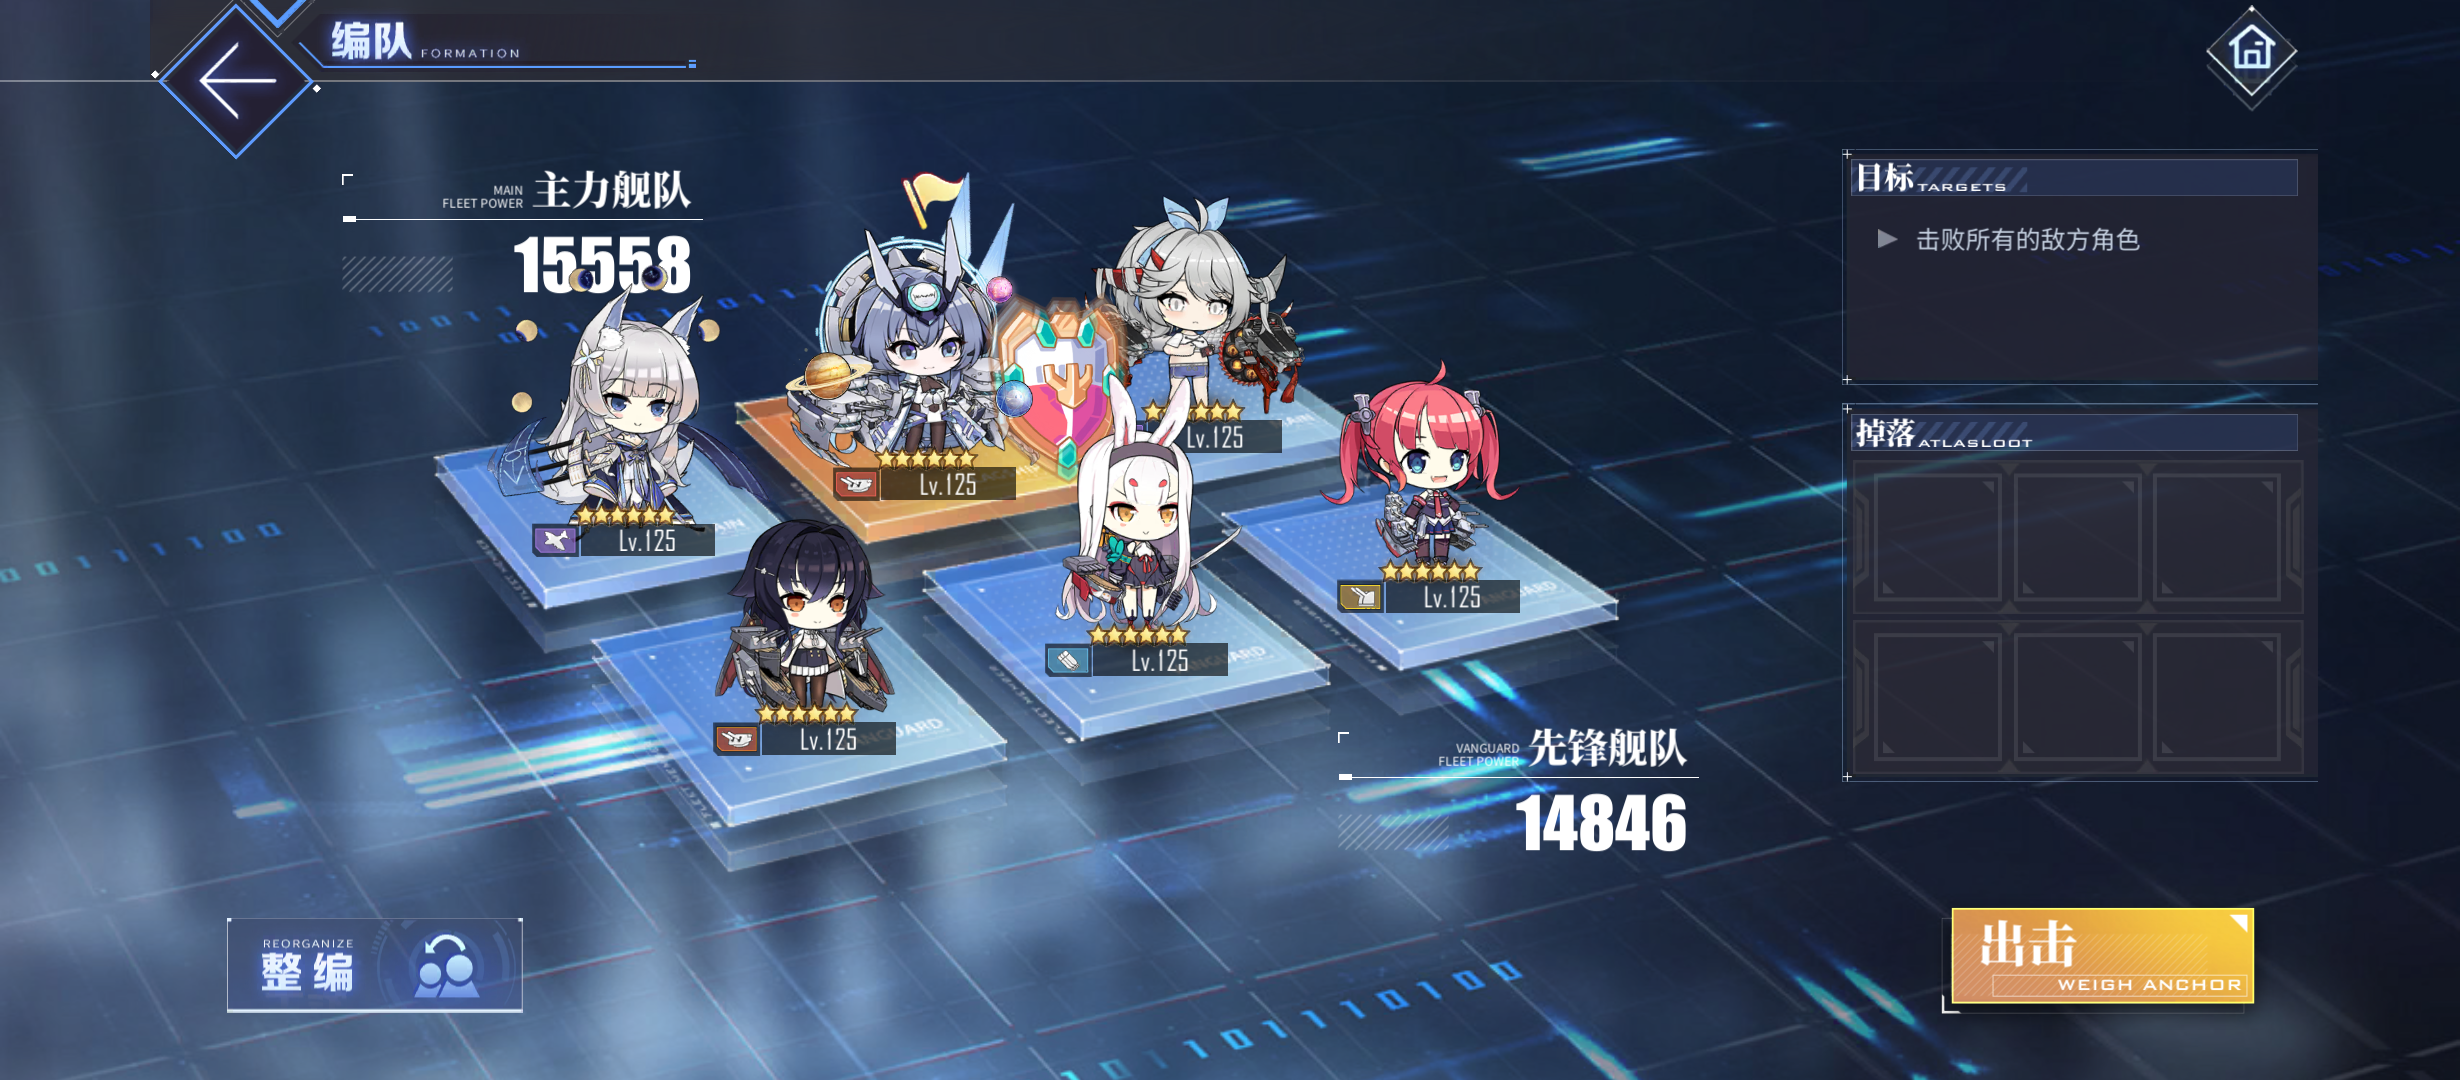 编队 FORMATION
MAIN
FLEET POWER 主力舰队
15558
目标 TARGETS
击败所有的敌方角色
掉落 ATLASLOOT
Lv.125
Lv.125
Lv.125
Lv.125
Lv.125
Lv.125
VANGUARD
FLEET POWER 先锋舰队
14846
REORGANIZE
整编
出击
WEIGH ANCHOR